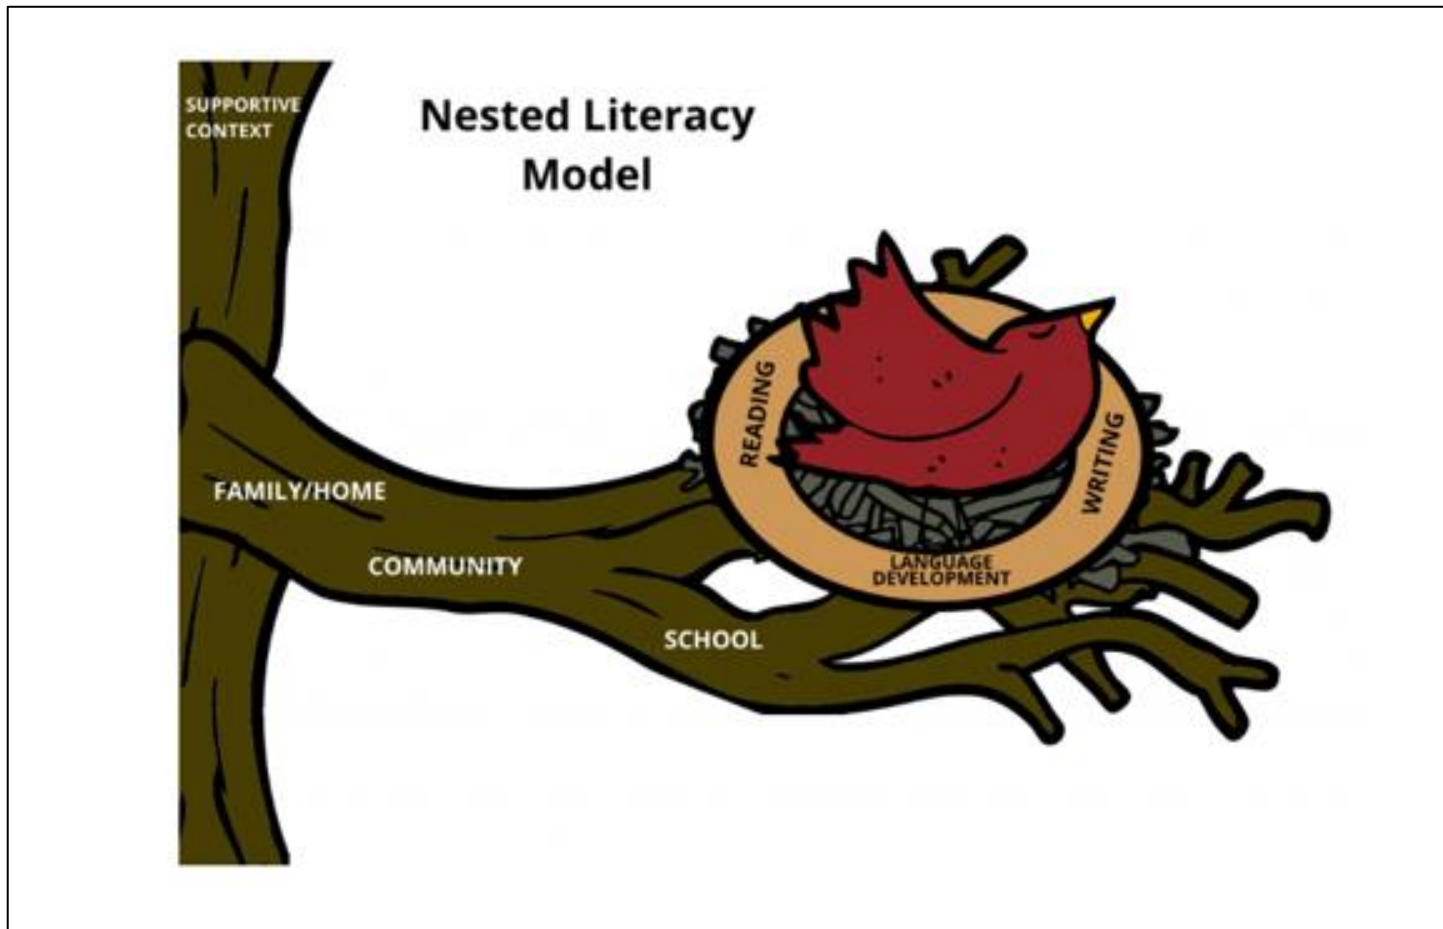 SUPPORTIVE
CONTEXT
Nested Literacy
Model
READING
WRITING
FAMILY/HOME
COMMUNITY
LANGUAGE
DEVELOPMENT
SCHOOL